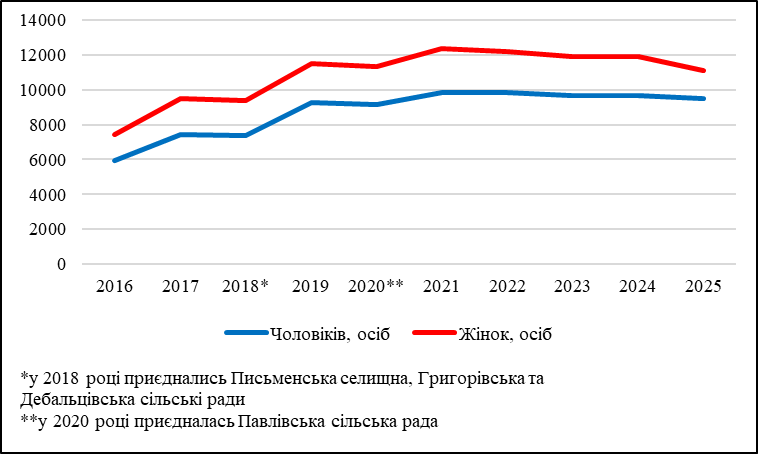 14000
12000
10000
8000
6000
4000
2000
0
2016 2017 2018* 2019 2020** 2021 2022 2023 2024 2025
Чоловіків, осіб Жінок, осіб
*у 2018 році приєднались Письменська селищна, Григорівська та
Дебальцівська сільські ради
**у 2020 році приєдналась Павлівська сільська рада